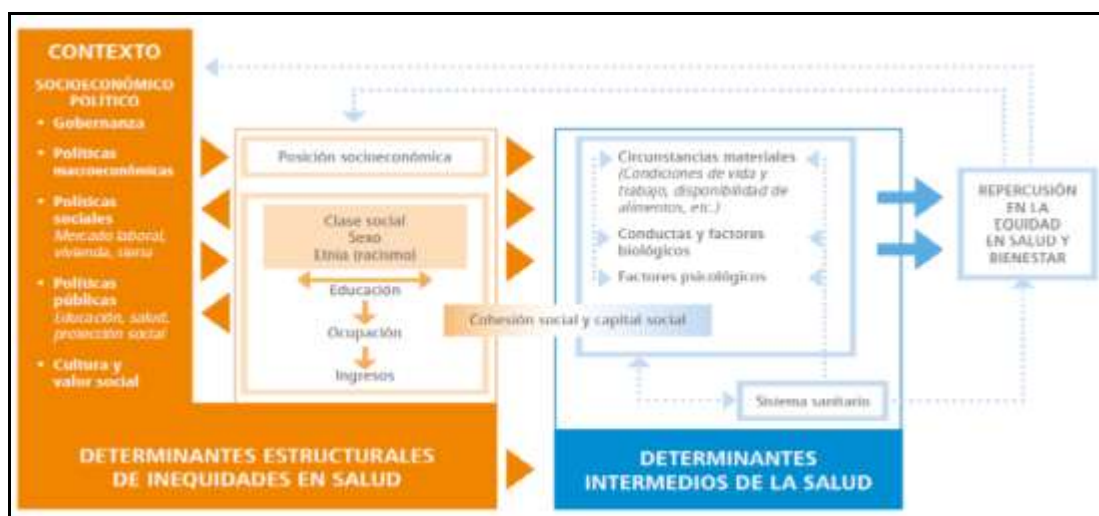 CONTEXTO
SOCIOECONÓMICO
POLÍTICO
• Gobernanza
• Políticas
macroeconómicas
• Políticas
sociales
Mercado laboral,
vivienda, tierra
• Políticas
públicas
Educación, salud,
protección social
• Cultura y
valor social
Posición socioeconómica
Clase social
Sexo
Etnia (racismo)
Educación
Ocupación
Ingresos
Cohesión social y capital social
Circunstancias materiales
(Condiciones de vida y
trabajo, disponibilidad de
alimentos, etc.)
Conductas y factores
biológicos
Factores psicológicos
Sistema sanitario
REPERCUSIÓN
EN LA
EQUIDAD
EN SALUD Y
BIENESTAR
DETERMINANTES ESTRUCTURALES
DE INEQUIDADES EN SALUD
DETERMINANTES
INTERMEDIOS DE LA SALUD